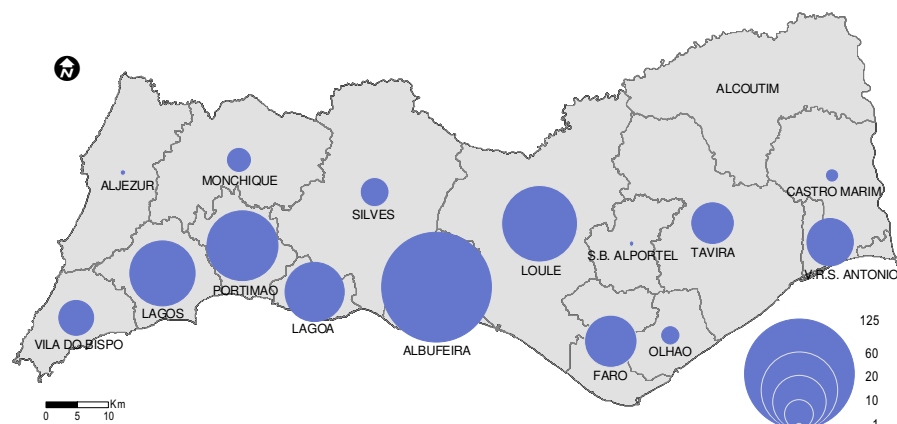 N
ALCOUTIM
ALJEZUR
MONCHIQUE
CASTRO MARIM
SILVES
S.B. ALPORTEL
TAVIRA
LOULE
V.R.S. ANTONIO
PORTIMAO
LAGOS
LAGOA
VILA DO BISPO
ALBUFEIRA
OLHAO
FARO
125
60
20
10
1
Km
0 5 10